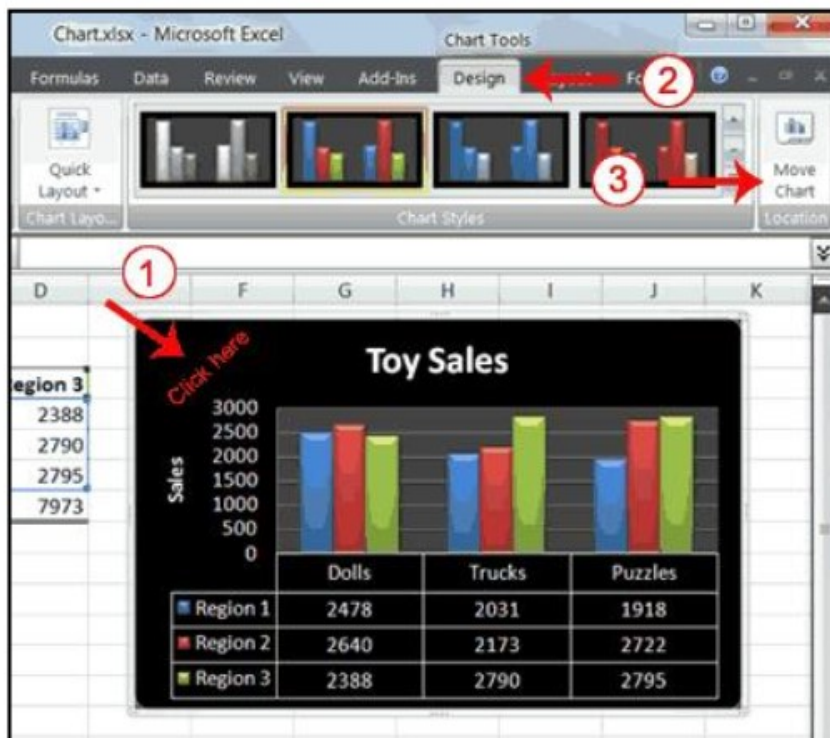 Chart.xlsx - Microsoft Excel
Chart Tools
Formulas Data Review View Add-Ins Design 2
Quick Layout
Move Chart
3
Chart Layo... Chart Styles Location
1
D F G H I J K
Click here
Toy Sales
egion 3
2388
2790
2795
7973
Sales
3000
2500
2000
1500
1000
500
0
Dolls Trucks Puzzles
Region 1 2478 2031 1918
Region 2 2640 2173 2722
Region 3 2388 2790 2795